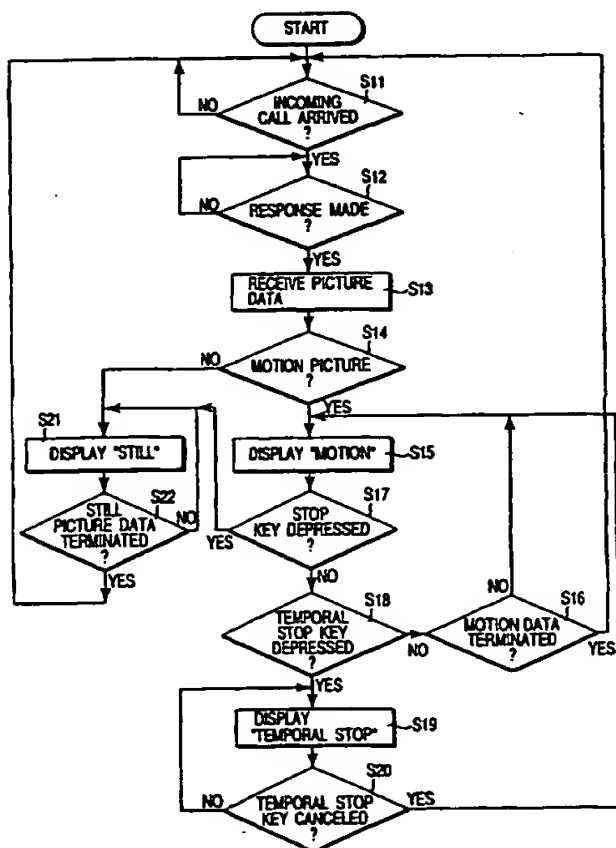 START
S11
INCOMING
CALL ARRIVED
?
NO
YES
S12
RESPONSE MADE
?
NO
YES
RECEIVE PICTURE
DATA
S13
S14
MOTION PICTURE
?
NO
YES
S21
DISPLAY "STILL"
DISPLAY "MOTION"
S15
S22
STILL
PICTURE DATA
TERMINATED
?
NO
YES
S17
STOP
KEY DEPRESSED
?
YES
NO
S18
TEMPORAL
STOP KEY
DEPRESSED
?
NO
YES
S16
MOTION DATA
TERMINATED
?
NO
YES
DISPLAY
"TEMPORAL STOP"
S19
S20
TEMPORAL STOP
KEY CANCELED
?
NO
YES